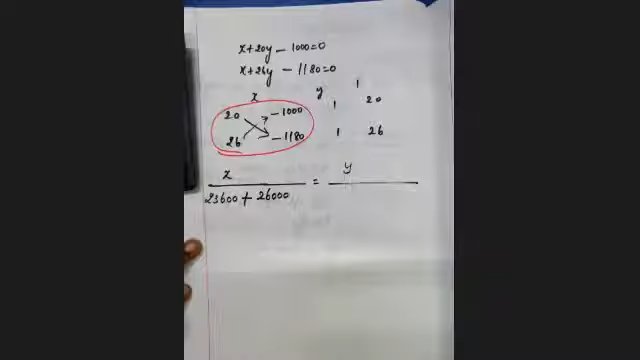 x+20y - 1000=0
x+26y - 1180=0
x y 1
20 -1000 1 20
26 -1180 1 26
x = y
23600 + 26000